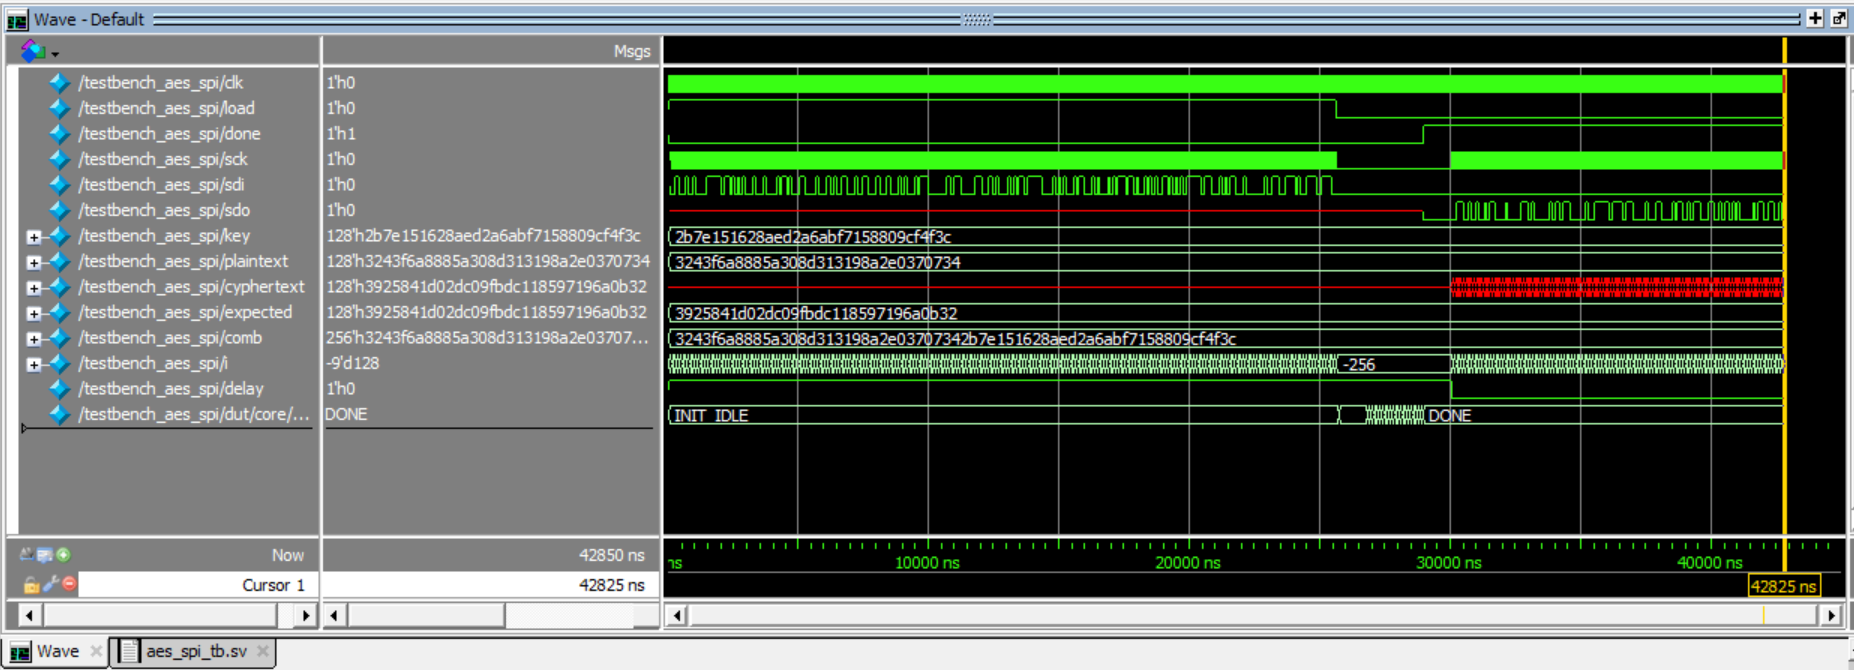 Wave - Default
Msgs
/testbench_aes_spi/clk 1'h0
/testbench_aes_spi/load 1'h0
/testbench_aes_spi/done 1'h1
/testbench_aes_spi/sck 1'h0
/testbench_aes_spi/sdi 1'h0
/testbench_aes_spi/sdo 1'h0
/testbench_aes_spi/key 128'h2b7e151628aed2a6abf7158809cf4f3c 2b7e151628aed2a6abf7158809cf4f3c
/testbench_aes_spi/plaintext 128'h3243f6a8885a308d313198a2e0370734 3243f6a8885a308d313198a2e0370734
/testbench_aes_spi/cyphertext 128'h3925841d02dc09fbdc118597196a0b32
/testbench_aes_spi/expected 128'h3925841d02dc09fbdc118597196a0b32 3925841d02dc09fbdc118597196a0b32
/testbench_aes_spi/comb 256'h3243f6a8885a308d313198a2e03707... 3243f6a8885a308d313198a2e03707342b7e151628aed2a6abf7158809cf4f3c
/testbench_aes_spi/i -9'd128 -256
/testbench_aes_spi/delay 1'h0
/testbench_aes_spi/dut/core/... DONE INIT_IDLE DONE
Now 42850 ns ns 10000 ns 20000 ns 30000 ns 40000 ns
Cursor 1 42825 ns 42825 ns
Wave aes_spi_tb.sv